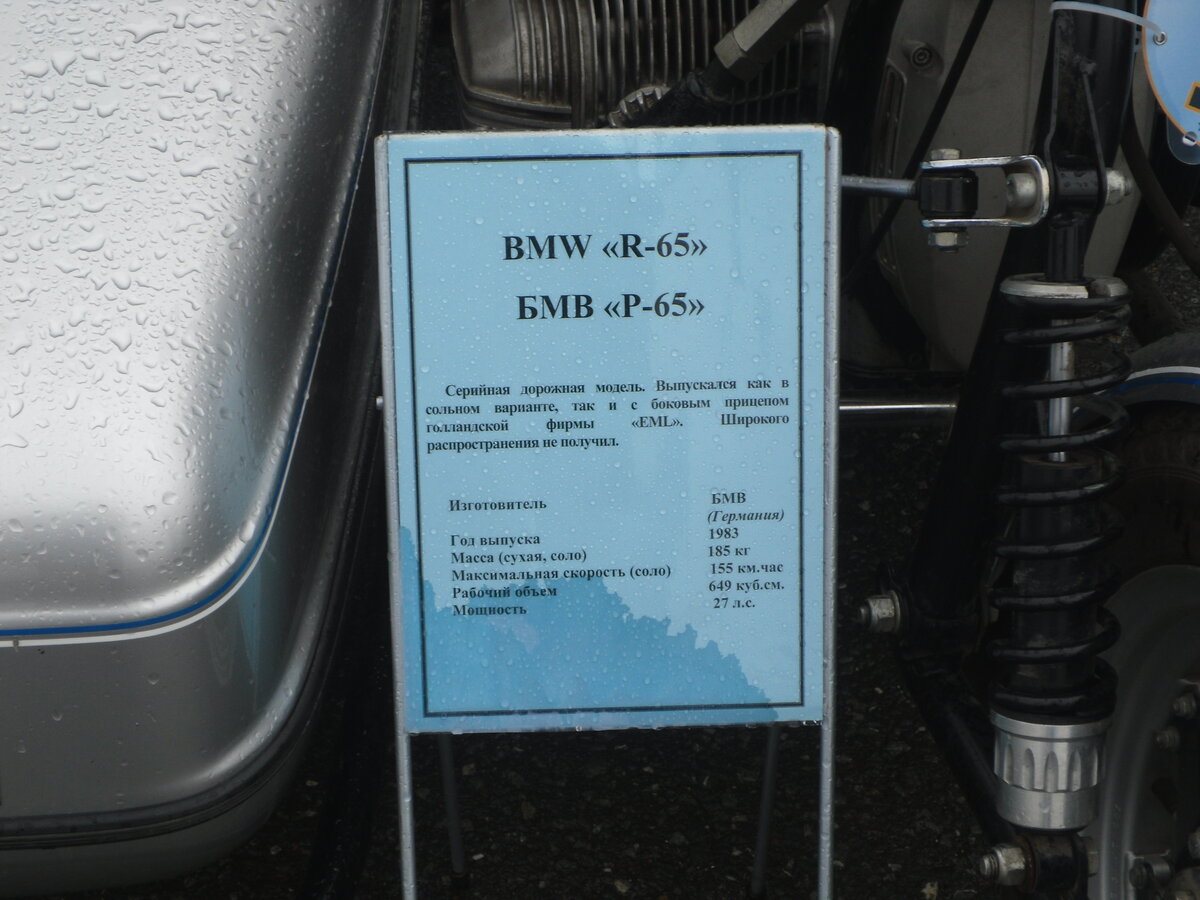 BMW «R-65»
БМВ «Р-65»
Серийная дорожная модель. Выпускался как в
сольном варианте, так и с боковым прицепом
голландской фирмы «EML». Широкого
распространения не получил.
Изготовитель БМВ
(Германия)
Год выпуска 1983
Масса (сухая, соло) 185 кг
Максимальная скорость (соло) 155 км.час
Рабочий объем 649 куб.см.
Мощность 27 л.с.